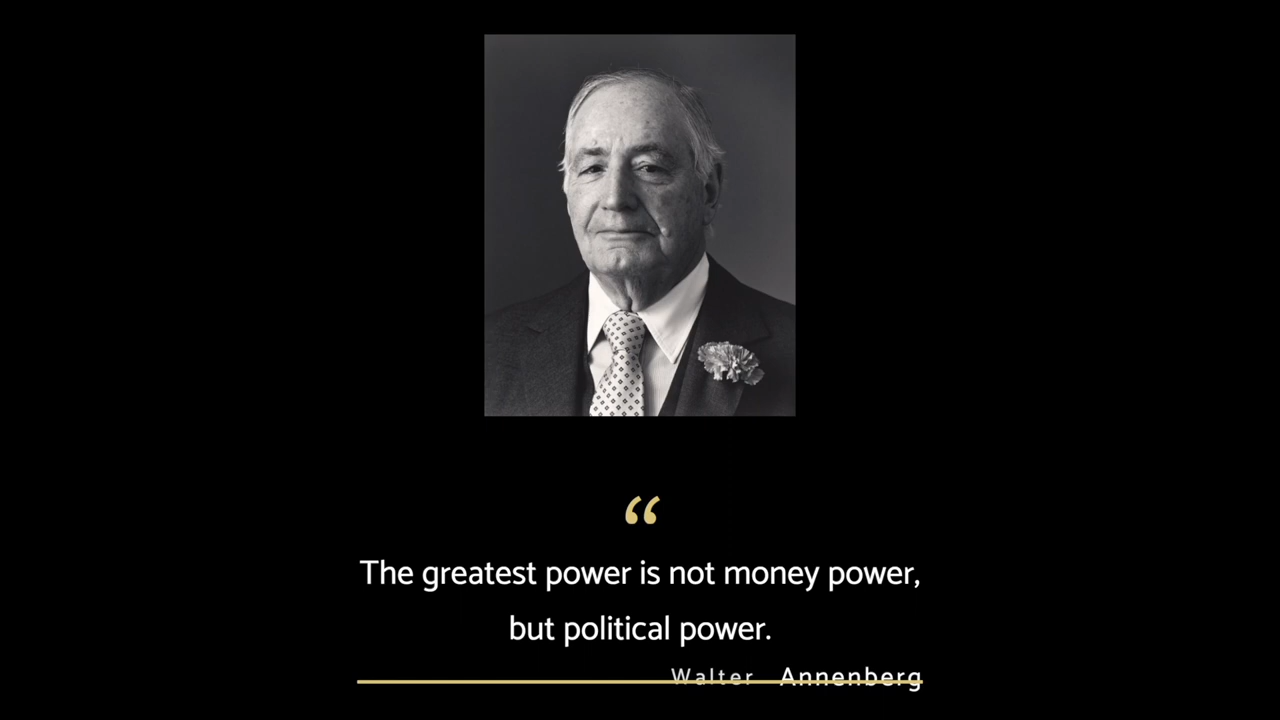 “
The greatest power is not money power,
but political power.
Walter Annenberg